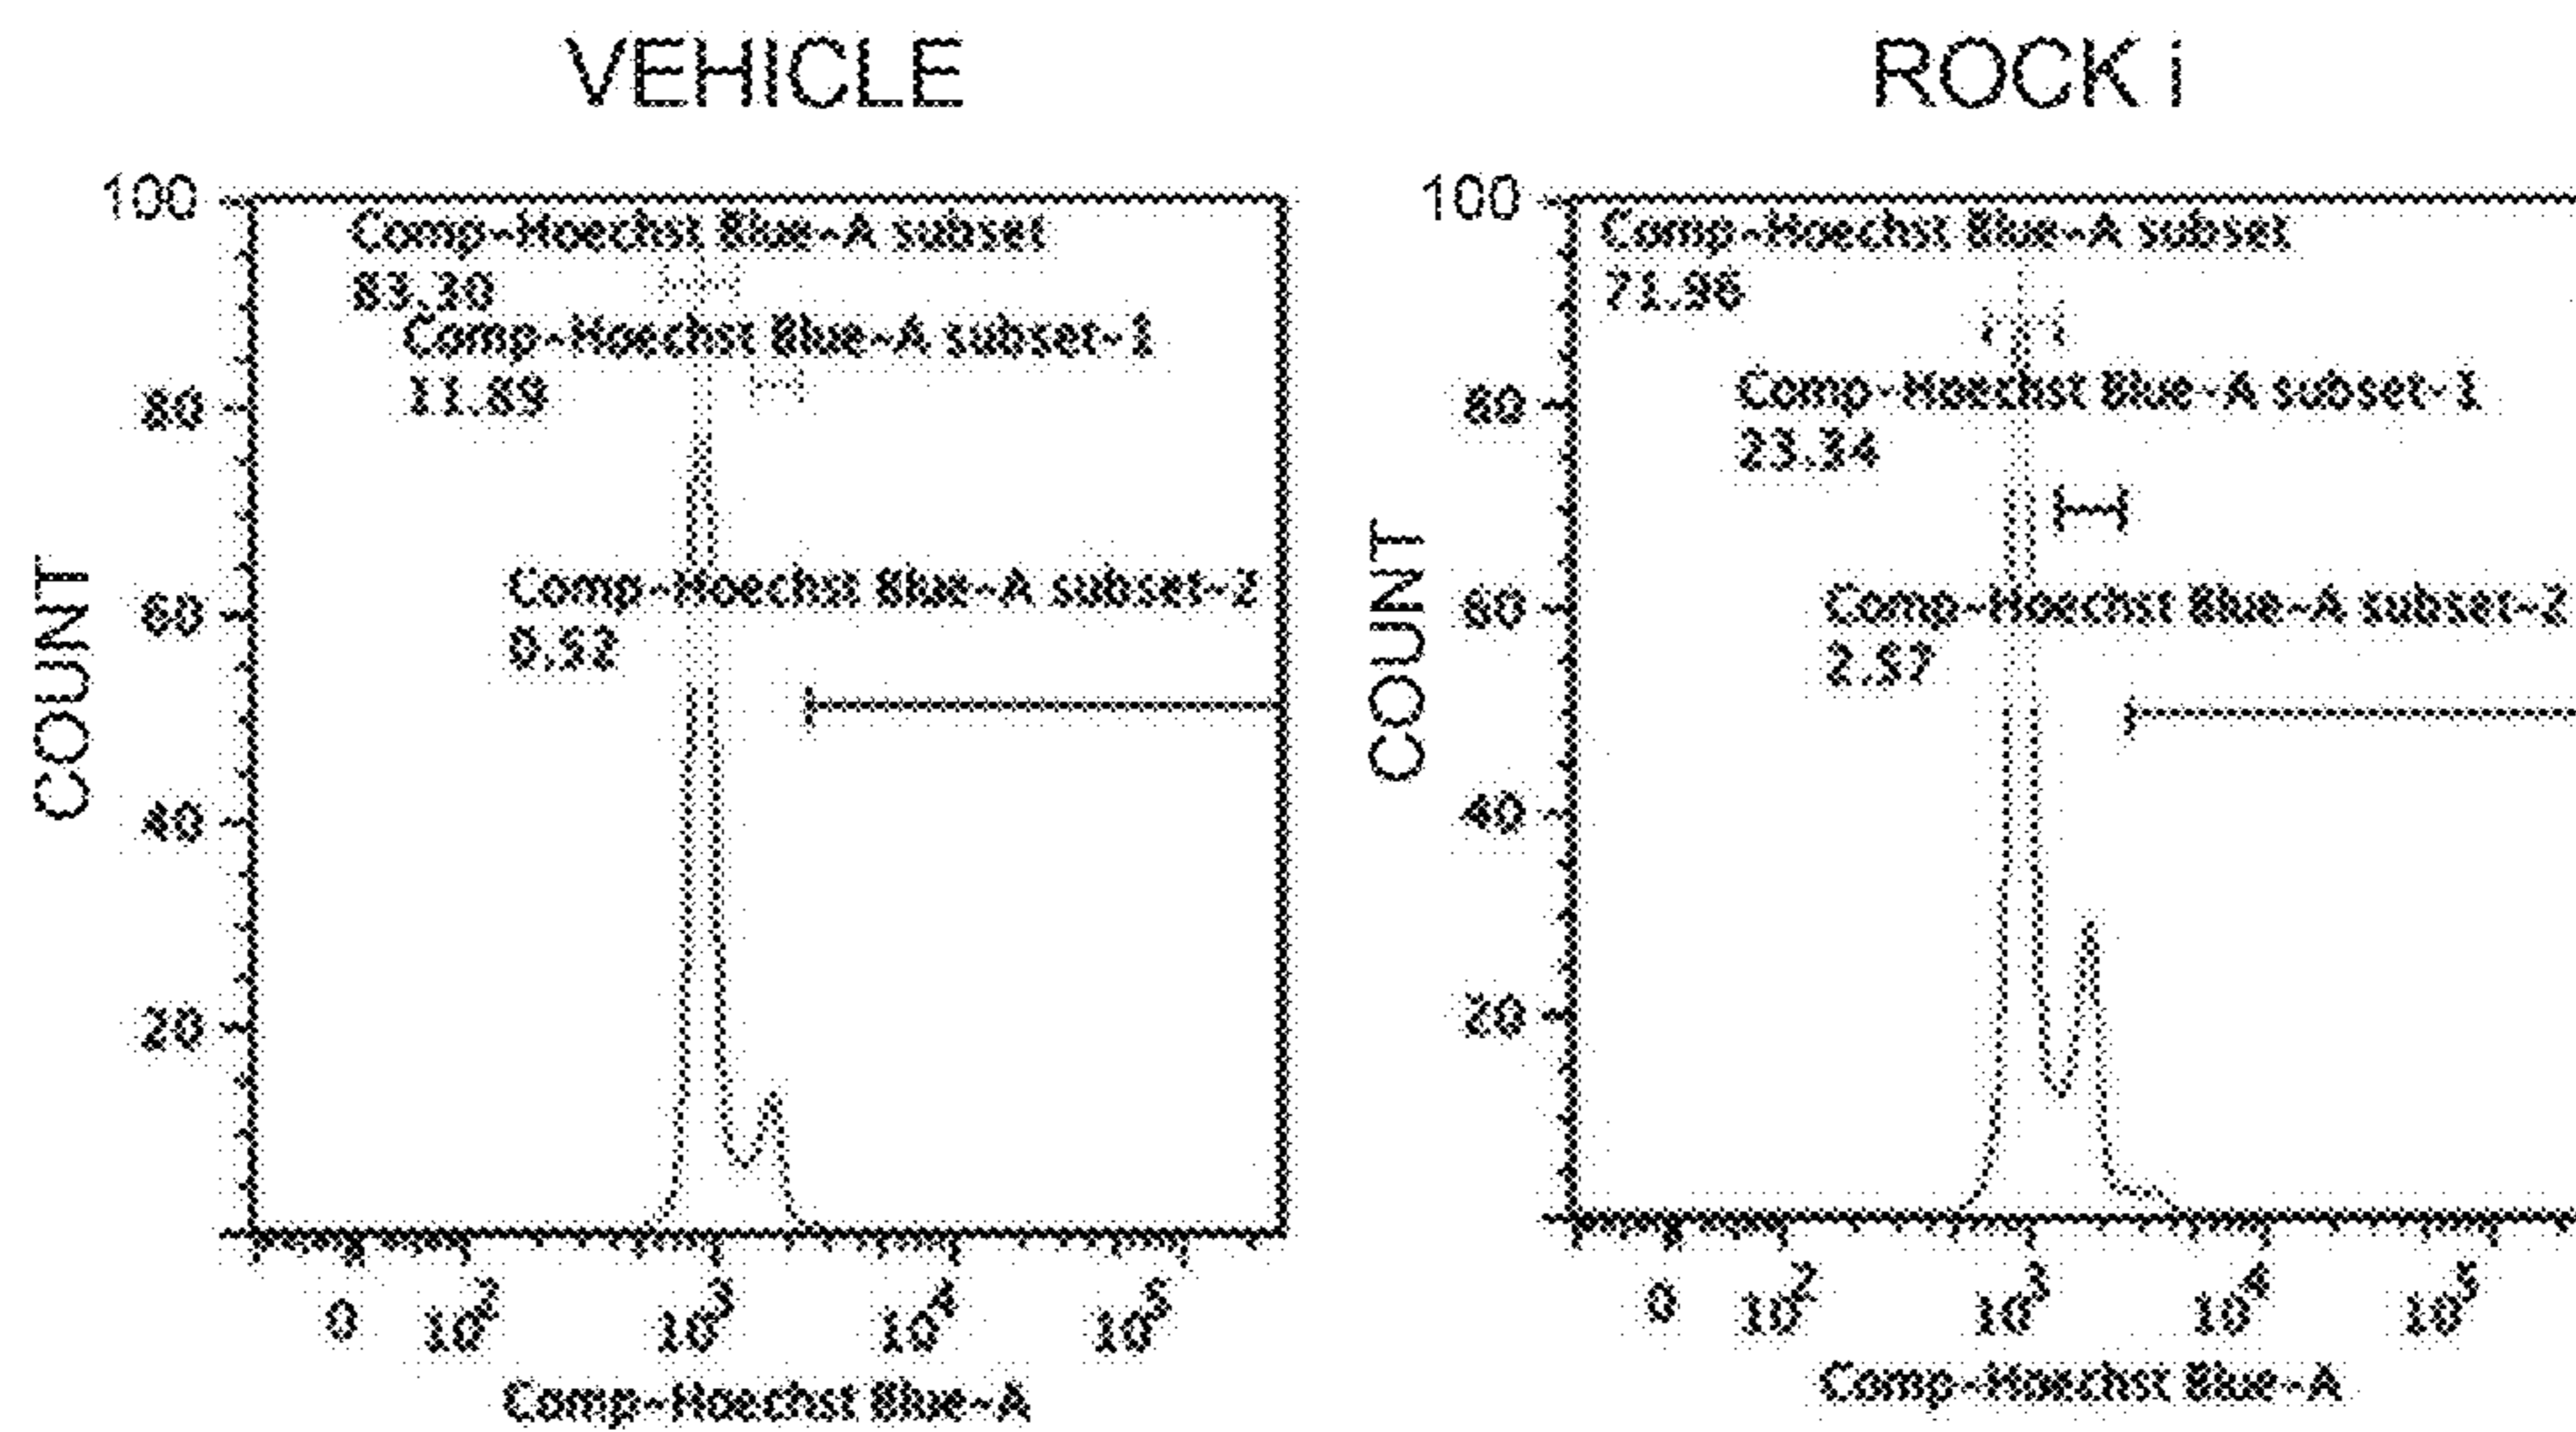 VEHICLE
100
Comp-Hoechst Blue-A subset
83.30
Comp-Hoechst Blue-A subset-1
11.89
80
Comp-Hoechst Blue-A subset-2
0.52
60
40
20
COUNT
0 10^2 10^3 10^4 10^5
Comp-Hoechst Blue-A
ROCK i
100
Comp-Hoechst Blue-A subset
71.96
Comp-Hoechst Blue-A subset-1
23.34
80
Comp-Hoechst Blue-A subset-2
2.57
60
40
20
COUNT
0 10^2 10^3 10^4 10^5
Comp-Hoechst Blue-A